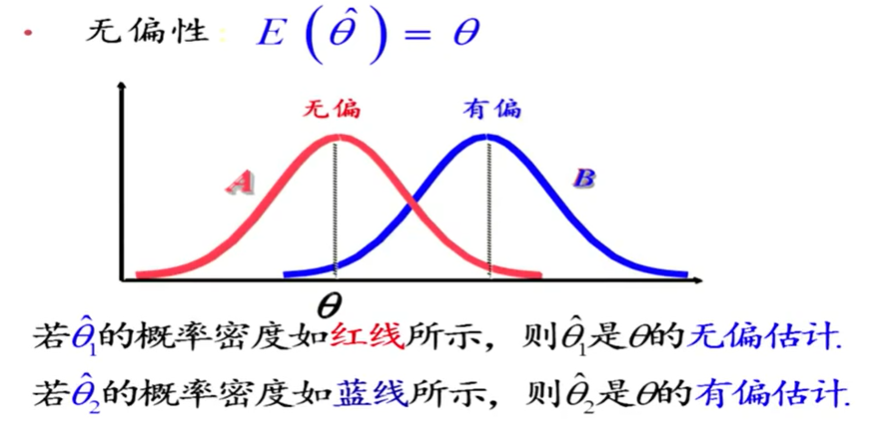 • 无偏性: E(θ̂) = θ
无偏 有偏
A B
θ
若θ̂₁的概率密度如红线所示，则θ̂₁是θ的无偏估计.
若θ̂₂的概率密度如蓝线所示，则θ̂₂是θ的有偏估计.